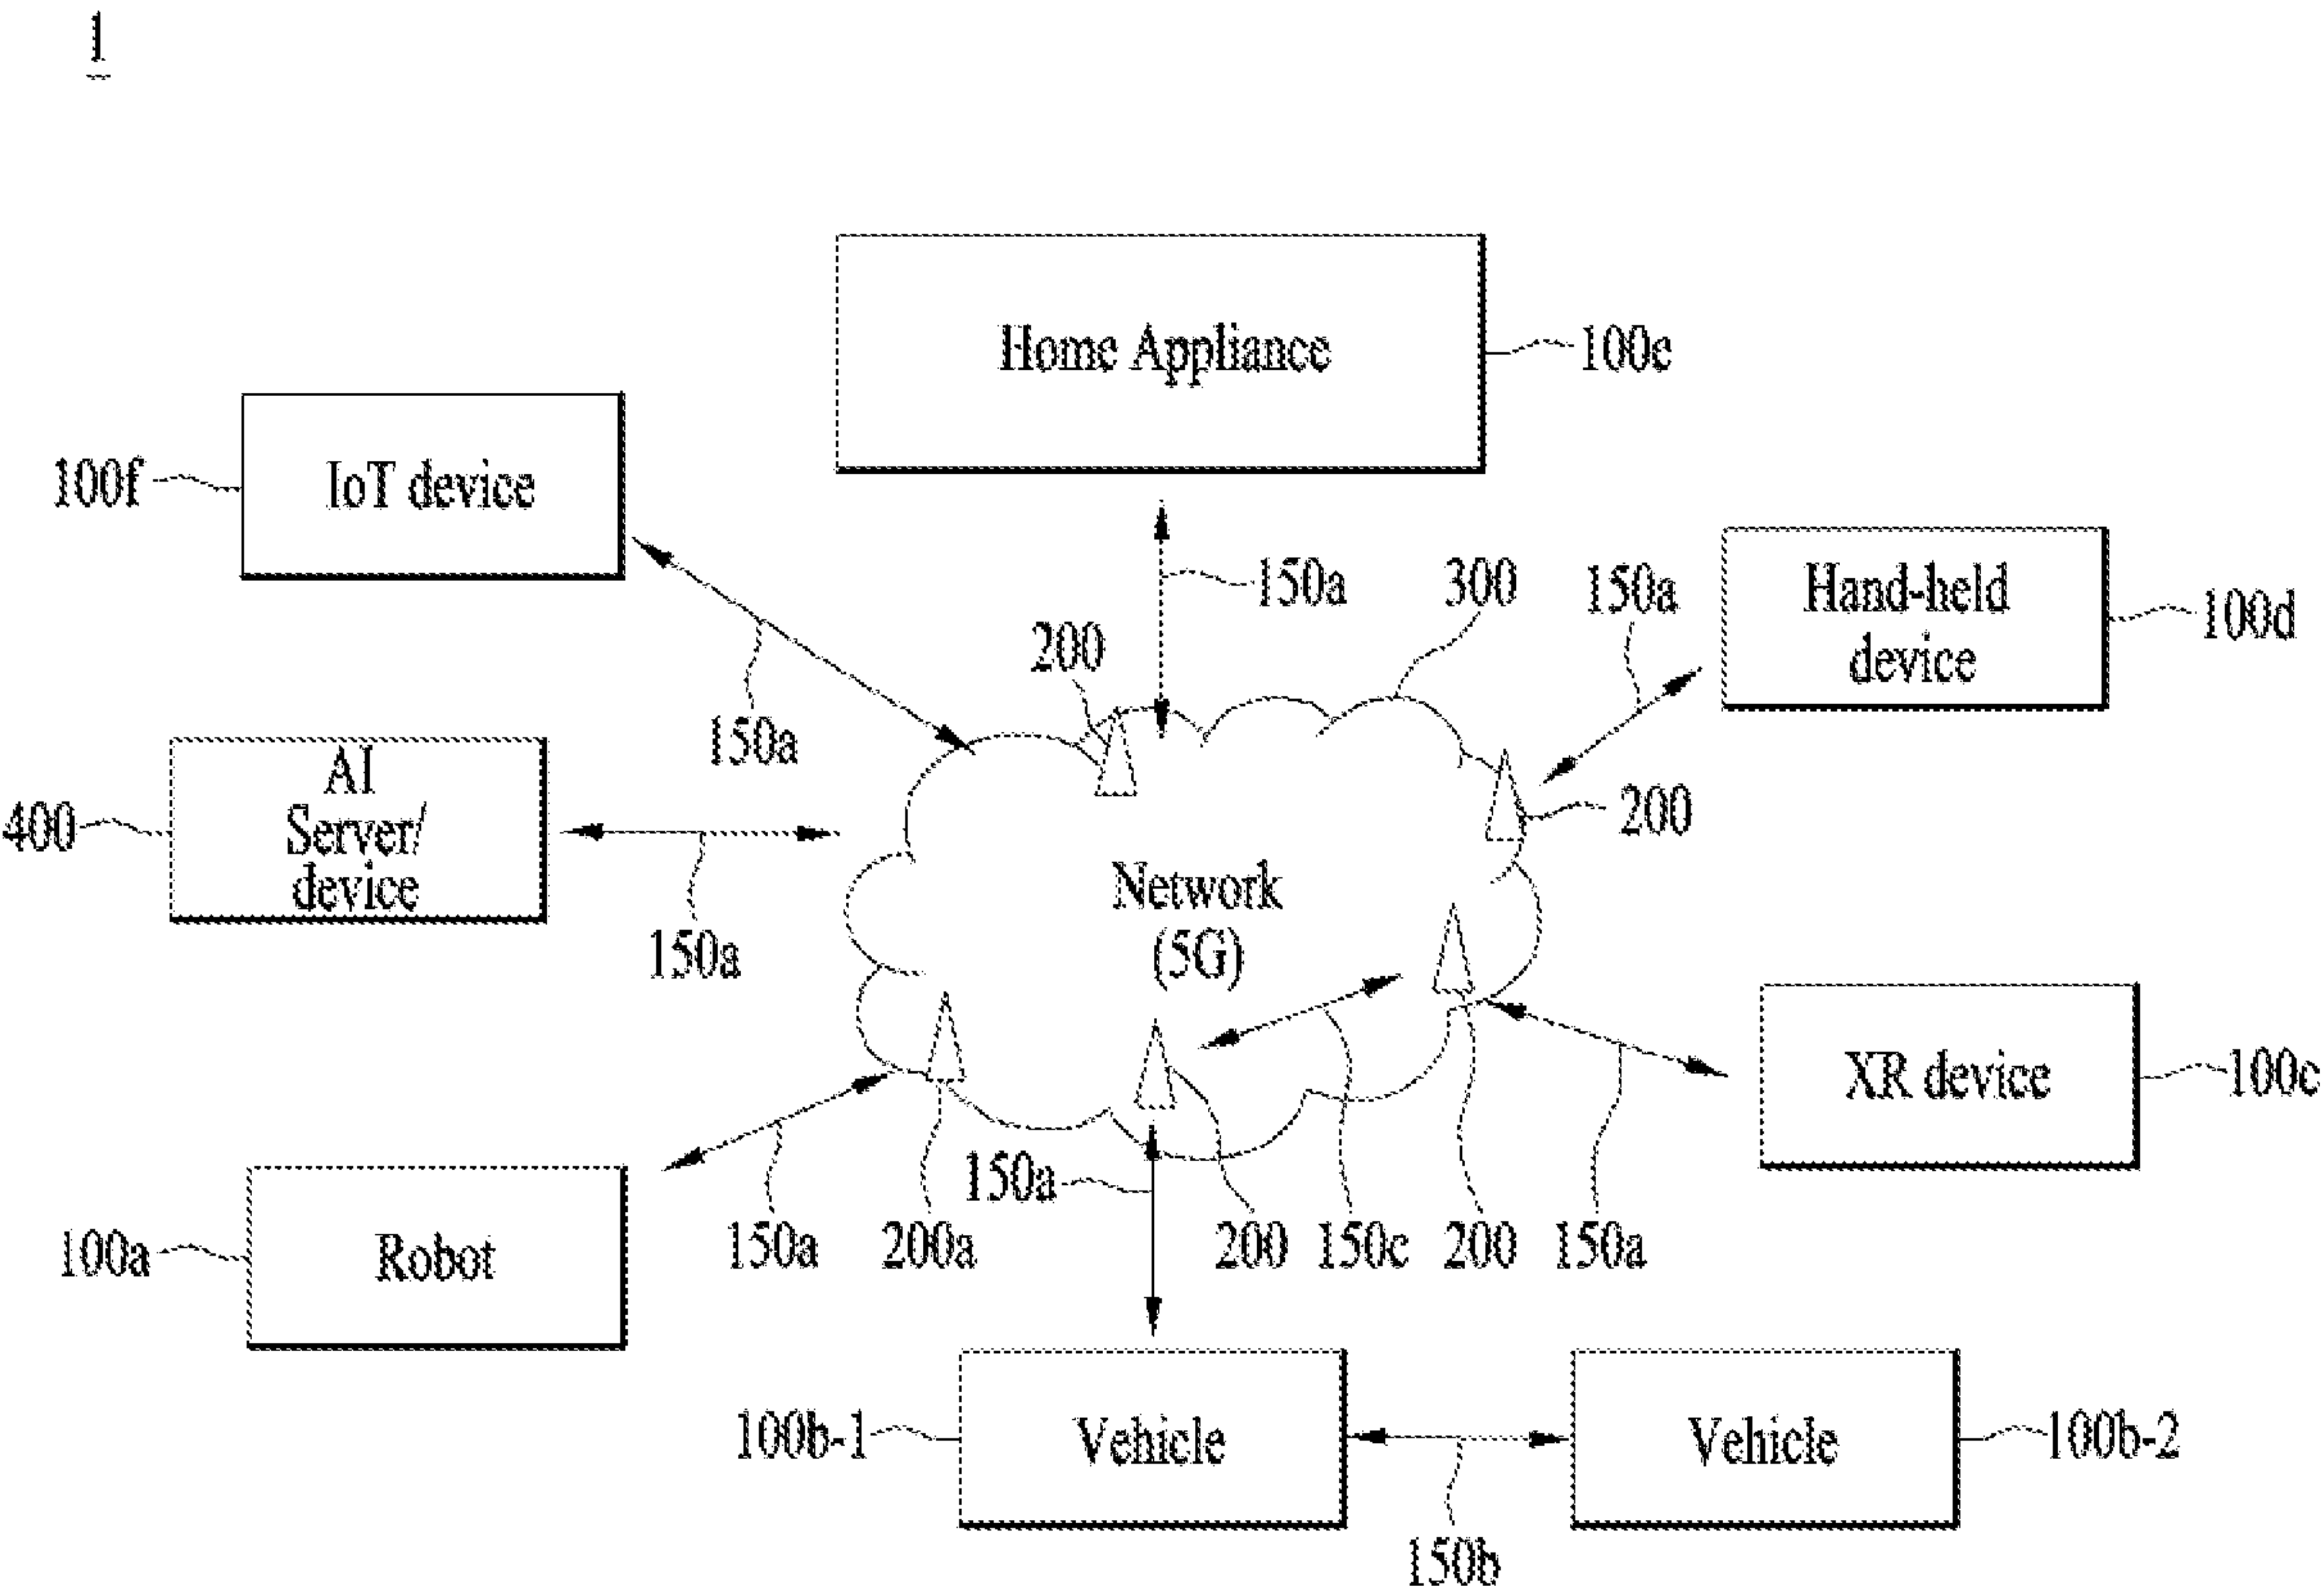 1
Home Appliance
100e
IoT device
100f
150a
300
150a
Hand-held
device
100d
200
150a
AI
Server/
device
400
200
Network
(5G)
150a
XR device
100c
150a
Robot
100a
150a
200a
200
150c
200
150a
100b-1
Vehicle
Vehicle
100b-2
150b